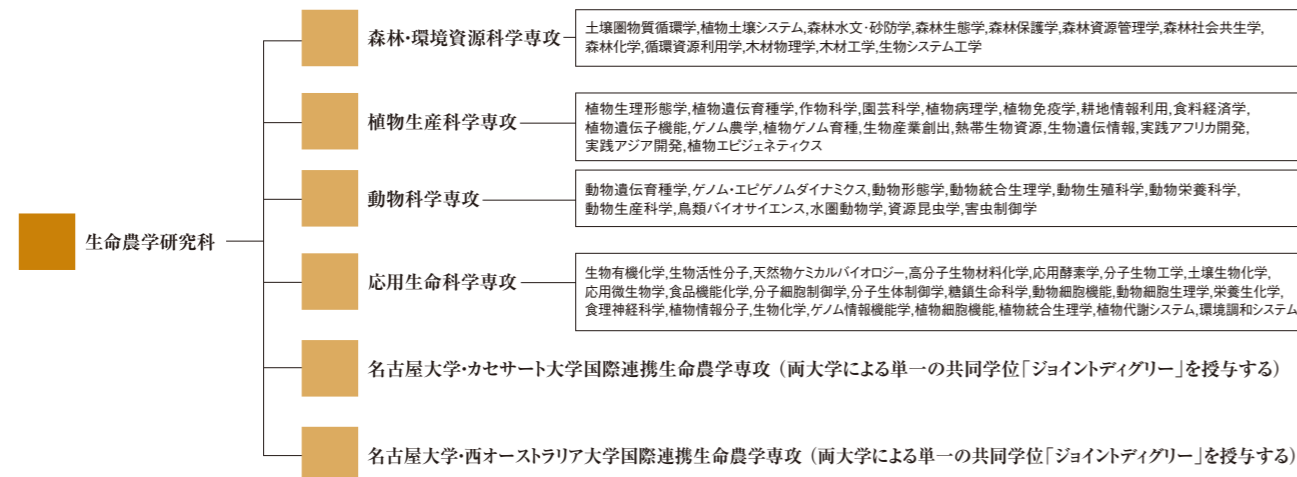 森林・環境資源科学専攻
土壌圏物質循環学,植物土壌システム,森林水文・砂防学,森林生態学,森林保護学,森林資源管理学,森林社会共生学,
森林化学,循環資源利用学,木材物理学,木材工学,生物システム工学
植物生産科学専攻
植物生理形態学,植物遺伝育種学,作物科学,園芸科学,植物病理学,植物免疫学,耕地情報利用,食料経済学,
植物遺伝子機能,ゲノム農学,植物ゲノム育種,生物産業創出,熱帯生物資源,生物遺伝情報,実践アフリカ開発,
実践アジア開発,植物エピジェネティクス
動物科学専攻
動物遺伝育種学,ゲノム・エピゲノムダイナミクス,動物形態学,動物統合生理学,動物生殖科学,動物栄養科学,
動物生産科学,鳥類バイオサイエンス,水圏動物学,資源昆虫学,害虫制御学
生命農学研究科
応用生命科学専攻
生物有機化学,生物活性分子,天然物ケミカルバイオロジー,高分子生物材料化学,応用酵素学,分子生物工学,土壌生物化学,
応用微生物学,食品機能化学,分子細胞制御学,分子生体制御学,糖鎖生命科学,動物細胞機能,動物細胞生理学,栄養生化学,
食理神経科学,植物情報分子,生物化学,ゲノム情報機能学,植物細胞機能,植物統合生理学,植物代謝システム,環境調和システム
名古屋大学・カセサート大学国際連携生命農学専攻（両大学による単一の共同学位「ジョイントディグリー」を授与する）
名古屋大学・西オーストラリア大学国際連携生命農学専攻（両大学による単一の共同学位「ジョイントディグリー」を授与する）